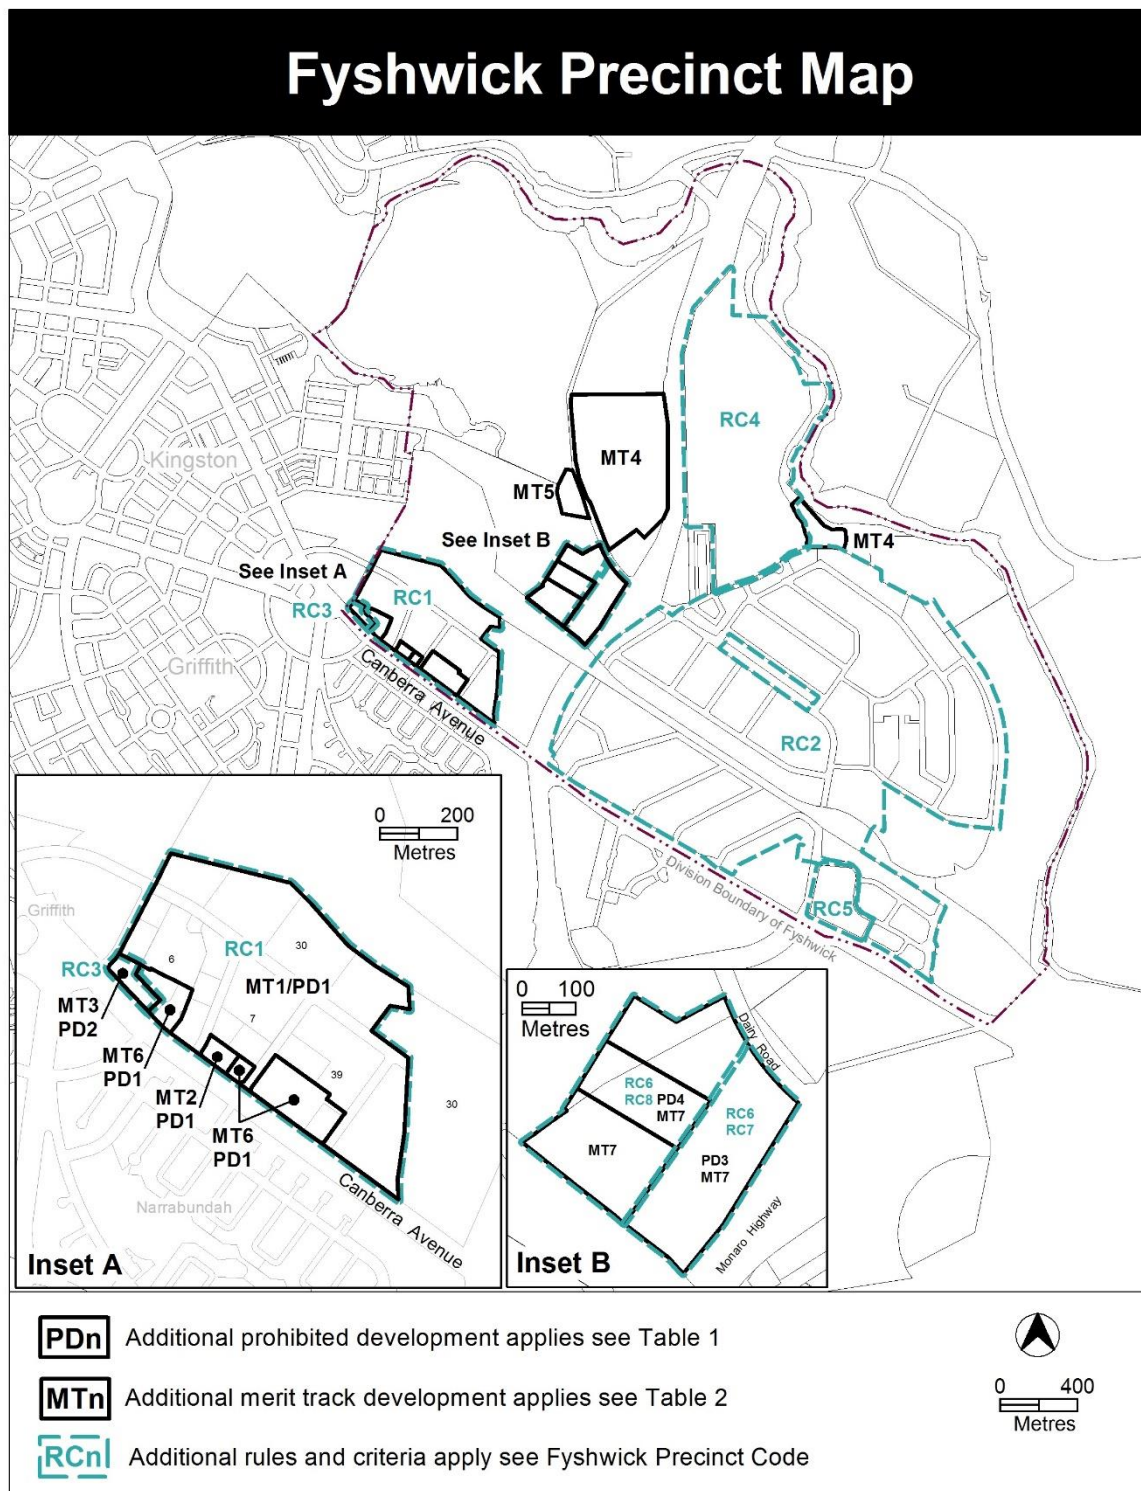 Fyshwick Precinct Map
RC4
Kingston
MT4
MT5
See Inset B
MT4
See Inset A
RC1
RC3
Griffith
Canberra Avenue
RC2
Division Boundary of Fyshwick
RC5
0 200
Metres
Griffith
RC1
30
6
RC3
MT1/PD1
MT3
PD2
7
MT6
PD1
39
MT2
PD1
30
MT6
PD1
Canberra Avenue
Narrabundah
Inset A
0 100
Metres
Dairy Road
RC6
RC8
PD4
MT7
RC6
RC7
MT7
PD3
MT7
Monaro Highway
Inset B
PDn Additional prohibited development applies see Table 1
MTn Additional merit track development applies see Table 2
RCn Additional rules and criteria apply see Fyshwick Precinct Code
0 400
Metres